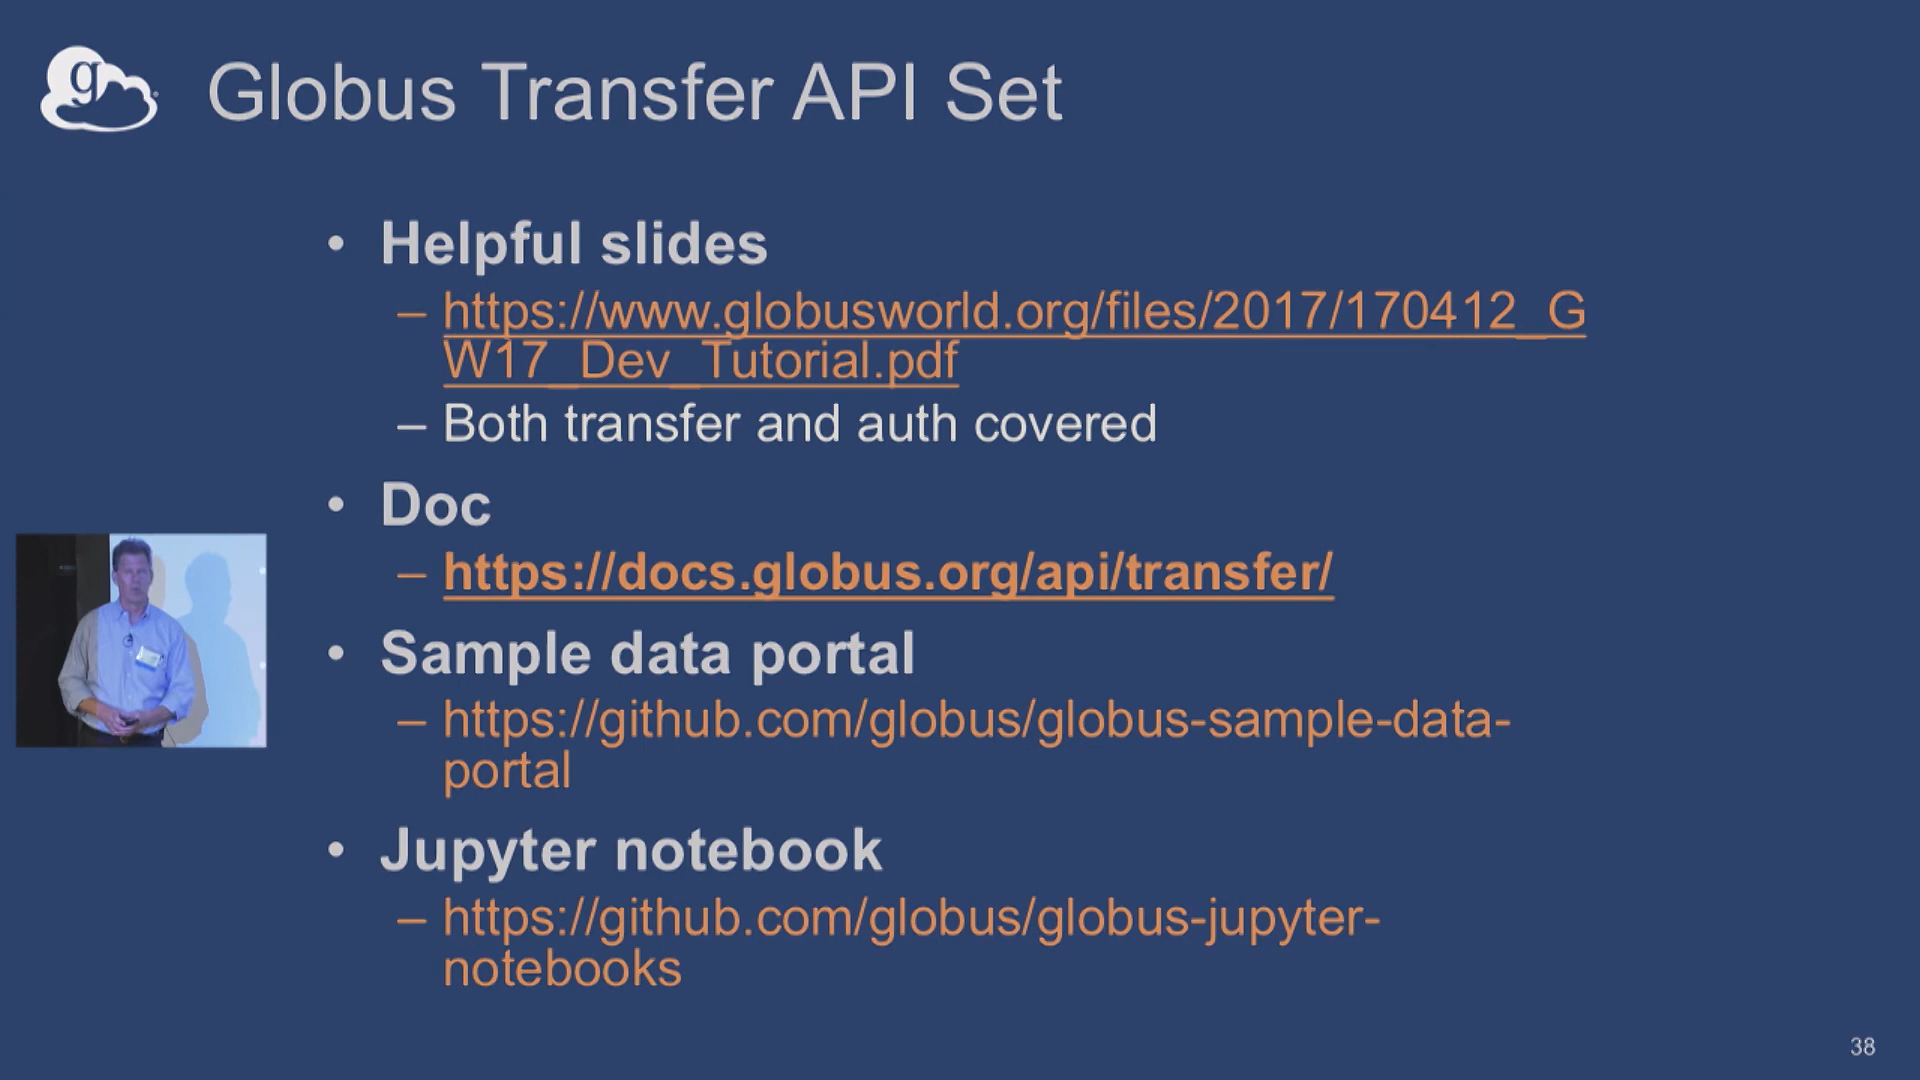 g
Globus Transfer API Set
• Helpful slides
– https://www.globusworld.org/files/2017/170412_G
W17_Dev_Tutorial.pdf
– Both transfer and auth covered
• Doc
– https://docs.globus.org/api/transfer/
• Sample data portal
– https://github.com/globus/globus-sample-data-
portal
• Jupyter notebook
– https://github.com/globus/globus-jupyter-
notebooks
38